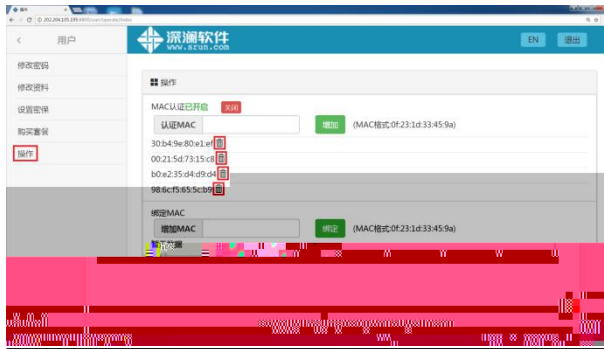 202.204.105.195
用户
深澜软件
www.srun.com
EN 退出
修改密码
修改资料
设置密保
购买套餐
操作
操作
MAC认证已开启 关闭
认证MAC 增加 (MAC格式:0f:23:1d:33:45:9a)
30:b4:9e:80:e1:ef
00:21:5d:73:15:c8
b0:e2:35:d4:d9:d4
98:6c:f5:65:5c:b9
绑定MAC
增加MAC 绑定 (MAC格式:0f:23:1d:33:45:9a)